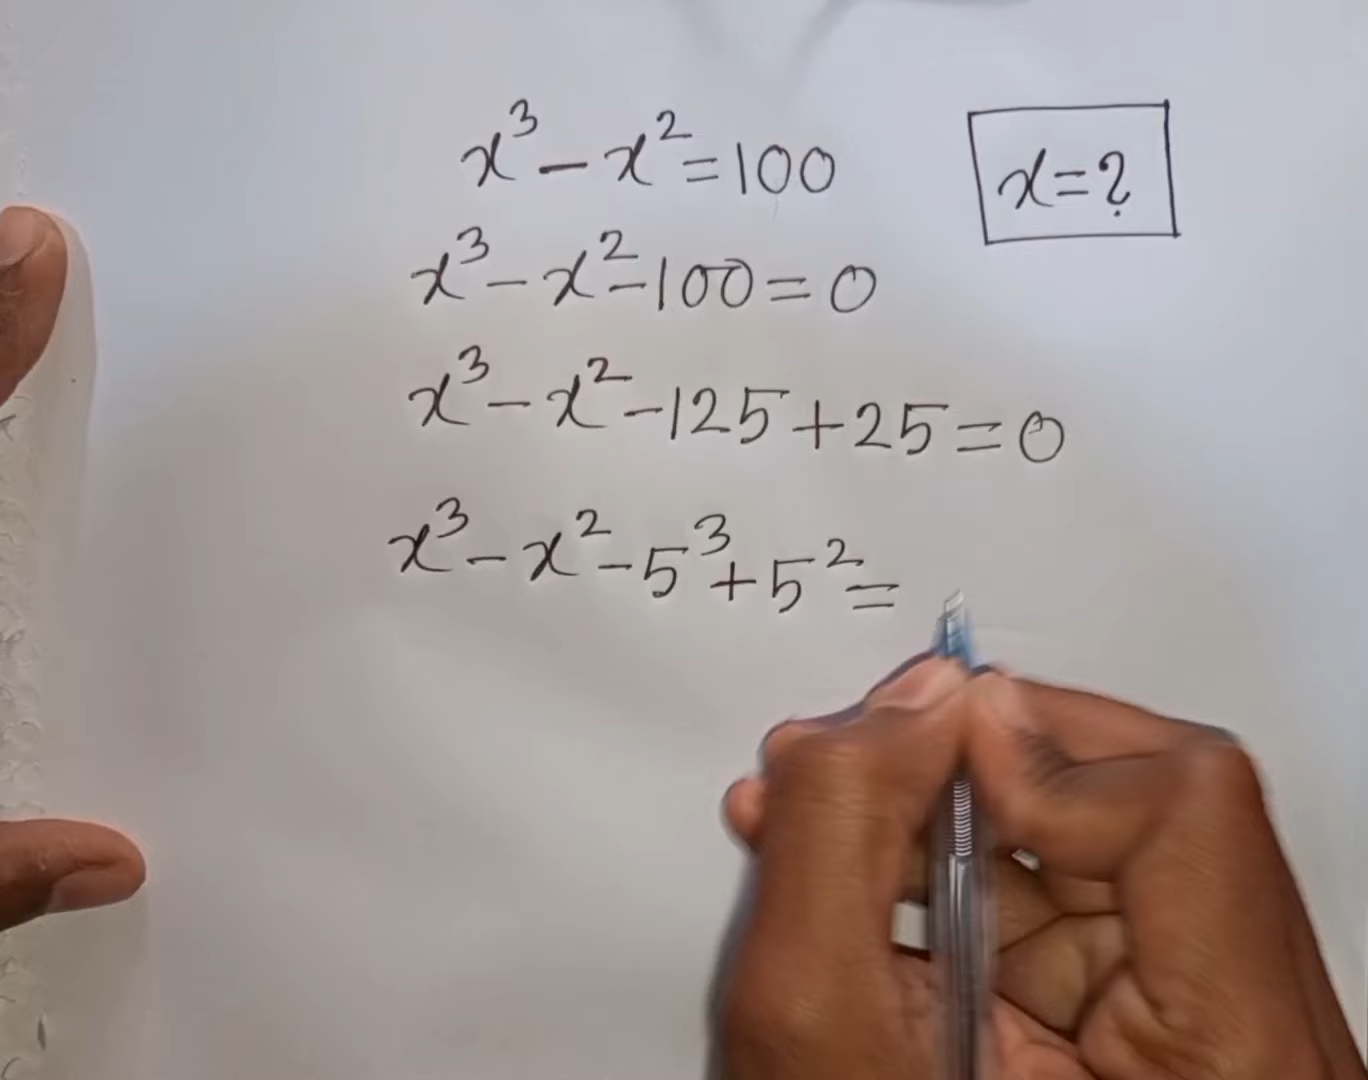 x³ - x² = 100
x = ?
x³ - x² - 100 = 0
x³ - x² - 125 + 25 = 0
x³ - x² - 5³ + 5² =